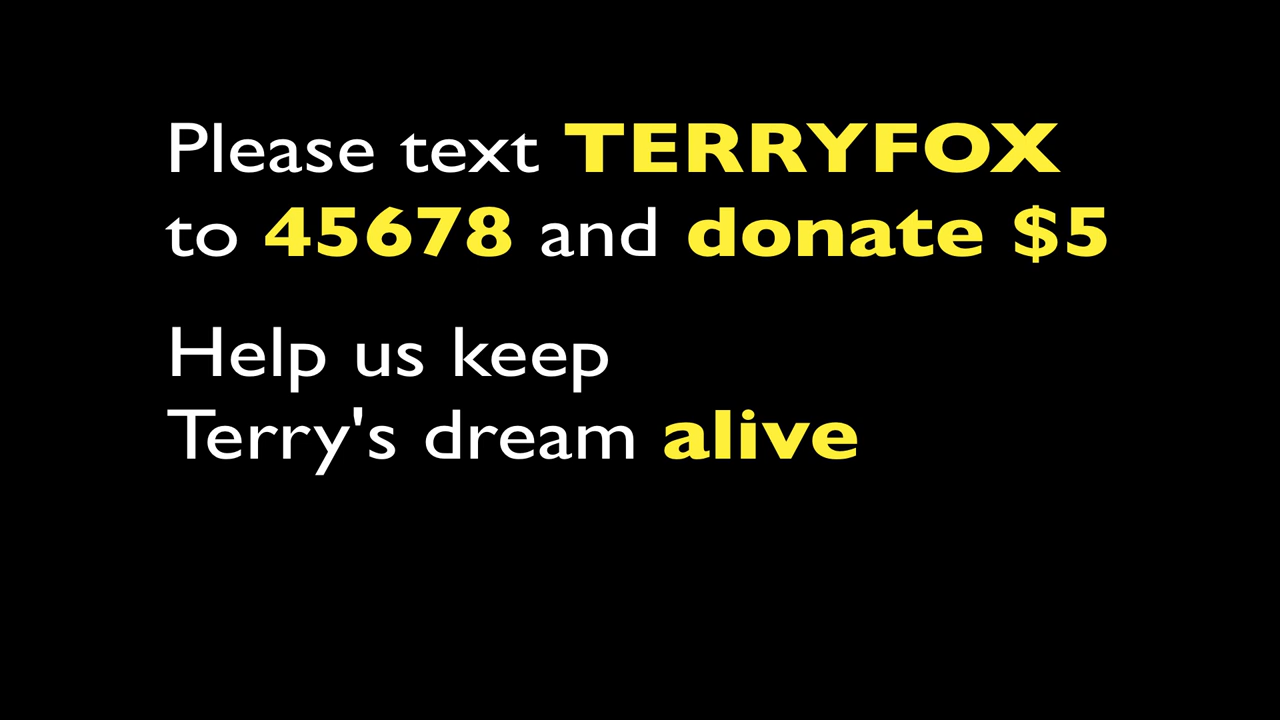 Please text TERRYFOX
to 45678 and donate $5
Help us keep
Terry's dream alive